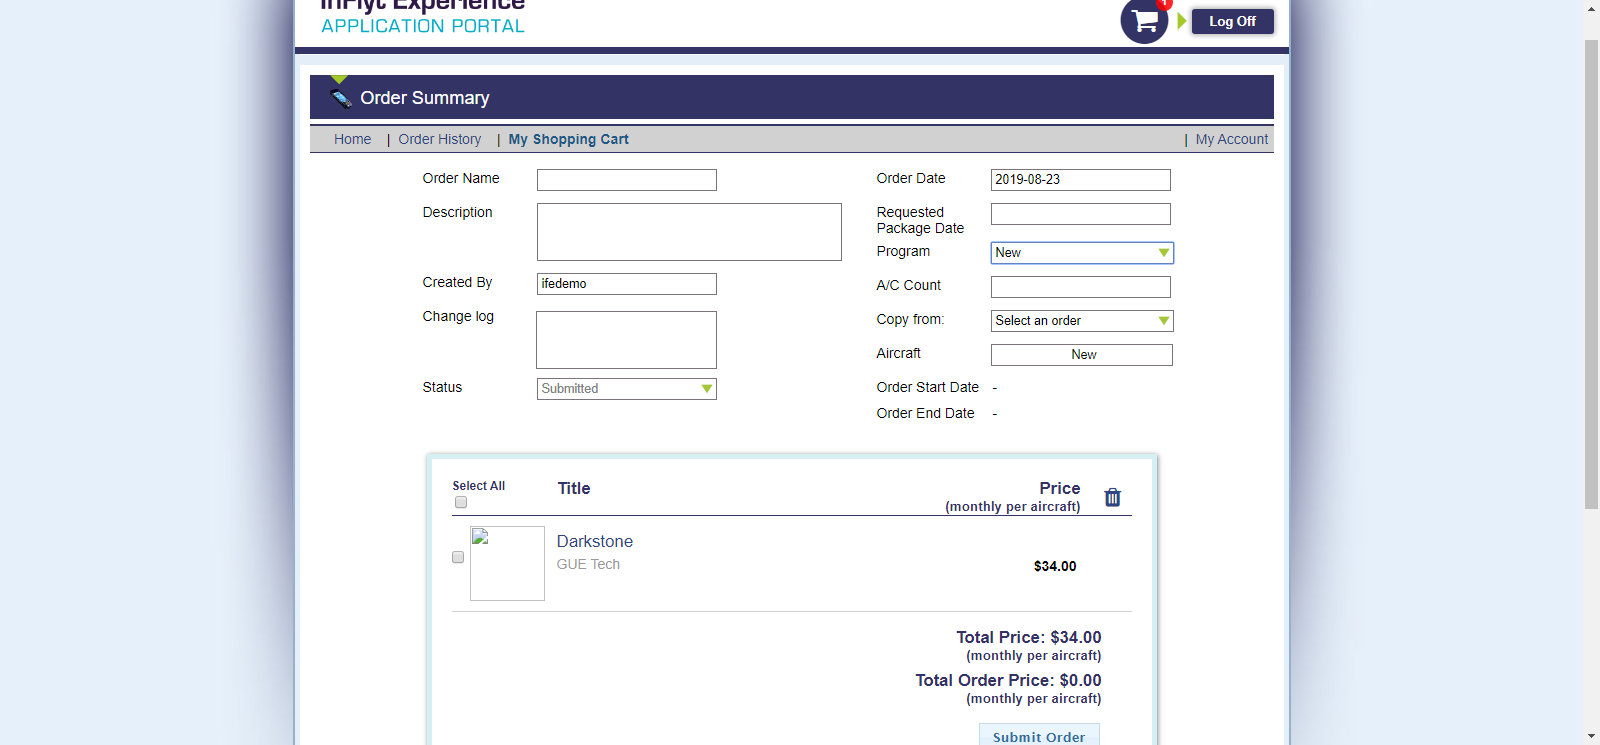 InFlyt Experience
APPLICATION PORTAL
1
Log Off
Order Summary
Home | Order History | My Shopping Cart | My Account
Order Name
Order Date 2019-08-23
Description
Requested
Package Date
Program New
Created By ifedemo
A/C Count
Change log
Copy from: Select an order
Aircraft New
Status Submitted
Order Start Date -
Order End Date -
Select All Title Price
(monthly per aircraft)
Darkstone
GUE Tech
$34.00
Total Price: $34.00
(monthly per aircraft)
Total Order Price: $0.00
(monthly per aircraft)
Submit Order